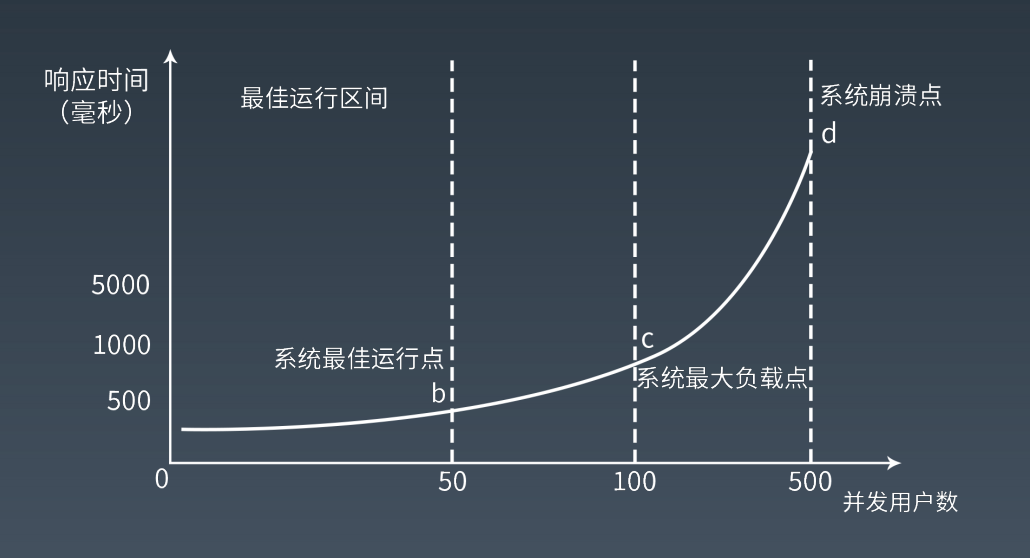 响应时间
（毫秒）
最佳运行区间
系统崩溃点
d
5000
1000
c
系统最佳运行点
系统最大负载点
b
500
0
50
100
500
并发用户数